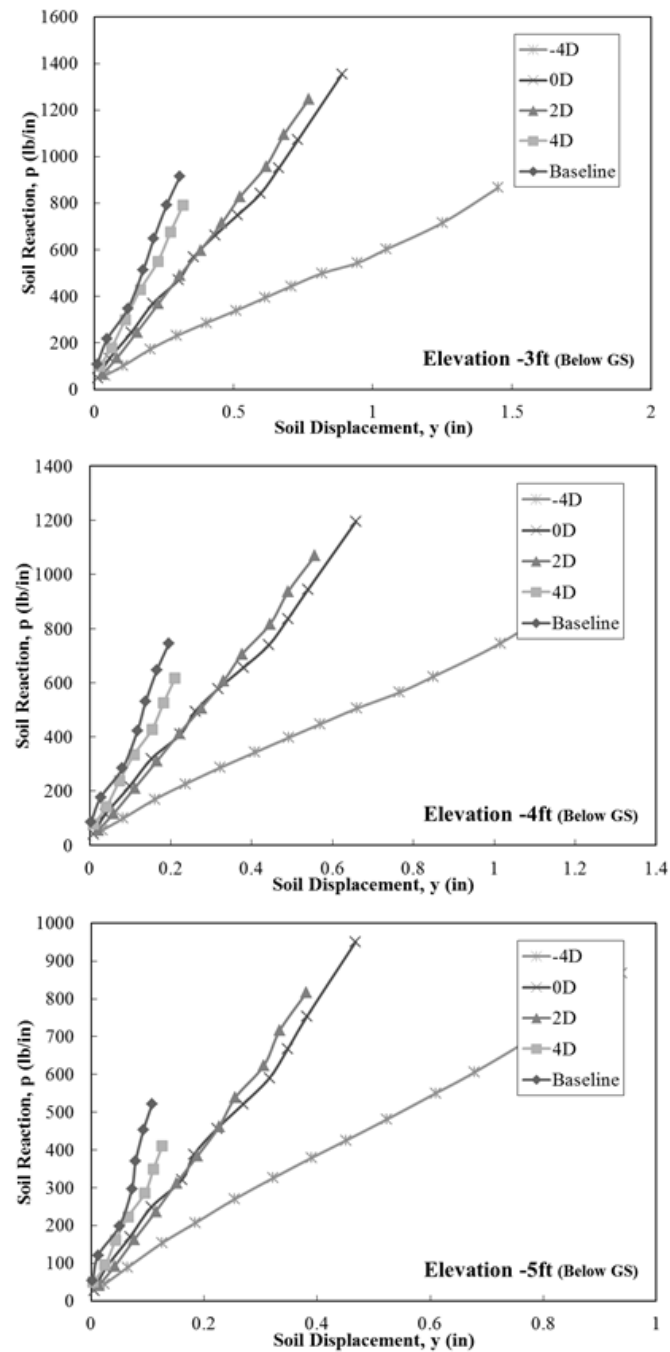 1600
1400
1200
1000
800
600
400
200
0
Soil Reaction, p (lb/in)
-4D
0D
2D
4D
Baseline
Elevation -3ft (Below GS)
0 0.5 1 1.5 2
Soil Displacement, y (in)
1400
1200
1000
800
600
400
200
0
Soil Reaction, p (lb/in)
-4D
0D
2D
4D
Baseline
Elevation -4ft (Below GS)
0 0.2 0.4 0.6 0.8 1 1.2 1.4
Soil Displacement, y (in)
1000
900
800
700
600
500
400
300
200
100
0
Soil Reaction, p (lb/in)
-4D
0D
2D
4D
Baseline
Elevation -5ft (Below GS)
0 0.2 0.4 0.6 0.8 1
Soil Displacement, y (in)